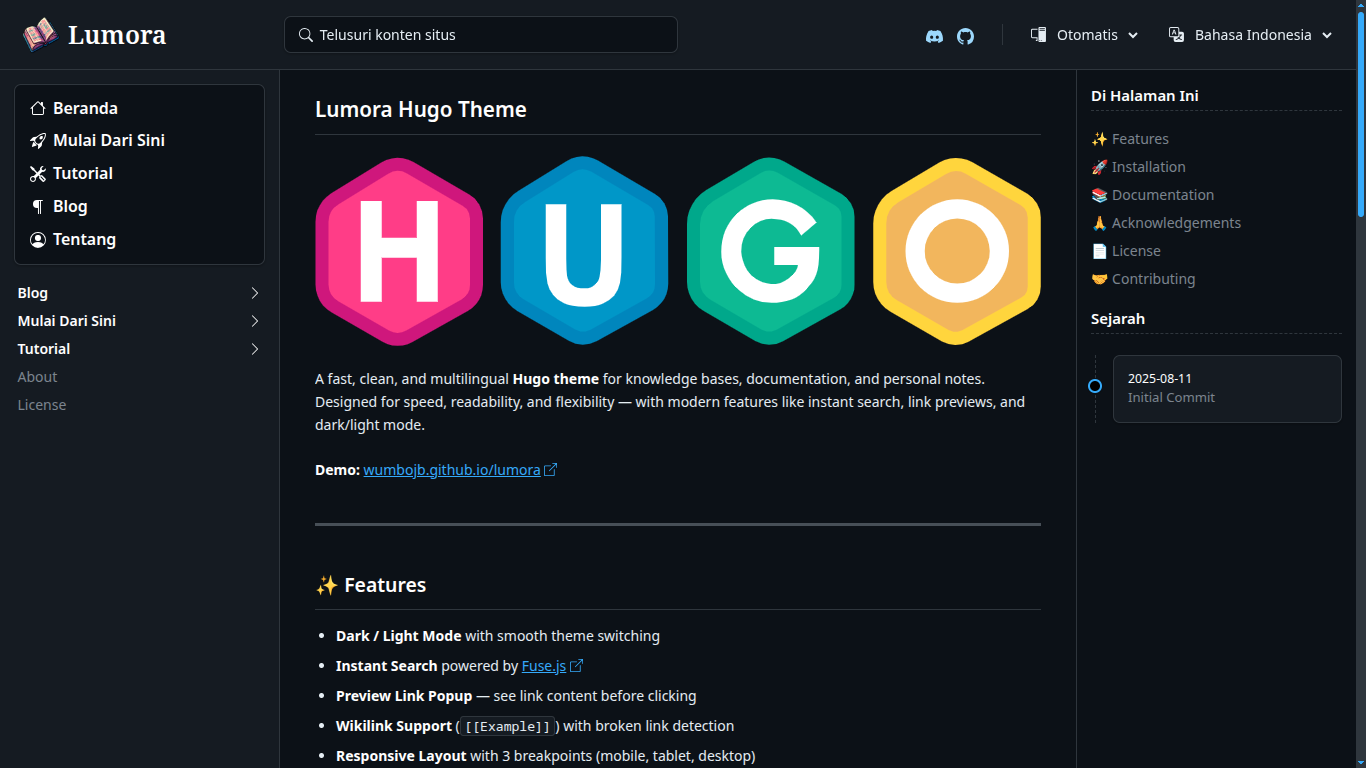 Lumora
Telusuri konten situs
Otomatis
Bahasa Indonesia
Beranda
Mulai Dari Sini
Tutorial
Blog
Tentang
Blog
Mulai Dari Sini
Tutorial
About
License
Lumora Hugo Theme
H U G O
A fast, clean, and multilingual Hugo theme for knowledge bases, documentation, and personal notes.
Designed for speed, readability, and flexibility — with modern features like instant search, link previews, and
dark/light mode.
Demo: wumbojb.github.io/lumora
✨ Features
• Dark / Light Mode with smooth theme switching
• Instant Search powered by Fuse.js
• Preview Link Popup — see link content before clicking
• Wikilink Support ([[Example]]) with broken link detection
• Responsive Layout with 3 breakpoints (mobile, tablet, desktop)
Di Halaman Ini
✨ Features
🚀 Installation
📚 Documentation
🙏 Acknowledgements
📄 License
🤝 Contributing
Sejarah
2025-08-11
Initial Commit